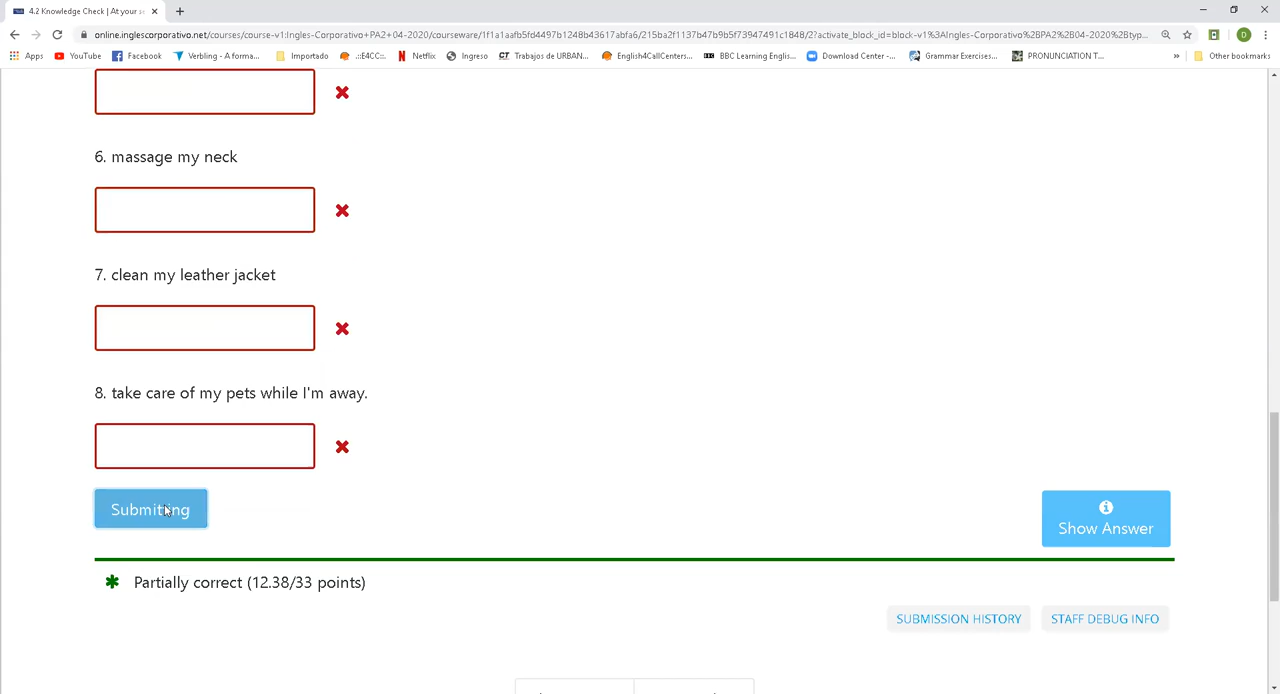 4.2 Knowledge Check | At your s
online.inglescorporativo.net/courses/course-v1:Ingles-Corporativo+PA2+04-2020/courseware/1f1a1aafb5fd4497b1248b43617abfa6/215ba2f1137b47b9b5f73947491c1848/2?activate_block_id=block-v1%3AIngles-Corporativo%2BPA2%2B04-2020%2Btyp...
D
Apps YouTube Facebook Verbling - A forma... Importado .::E4CC::. Netflix Ingreso CT Trabajos de URBAN... English4CallCenters... BBC Learning Englis... Download Center -... Grammar Exercises... PRONUNCIATION T... » Other bookmarks
6. massage my neck
7. clean my leather jacket
8. take care of my pets while I'm away.
Submitting
Show Answer
Partially correct (12.38/33 points)
SUBMISSION HISTORY STAFF DEBUG INFO